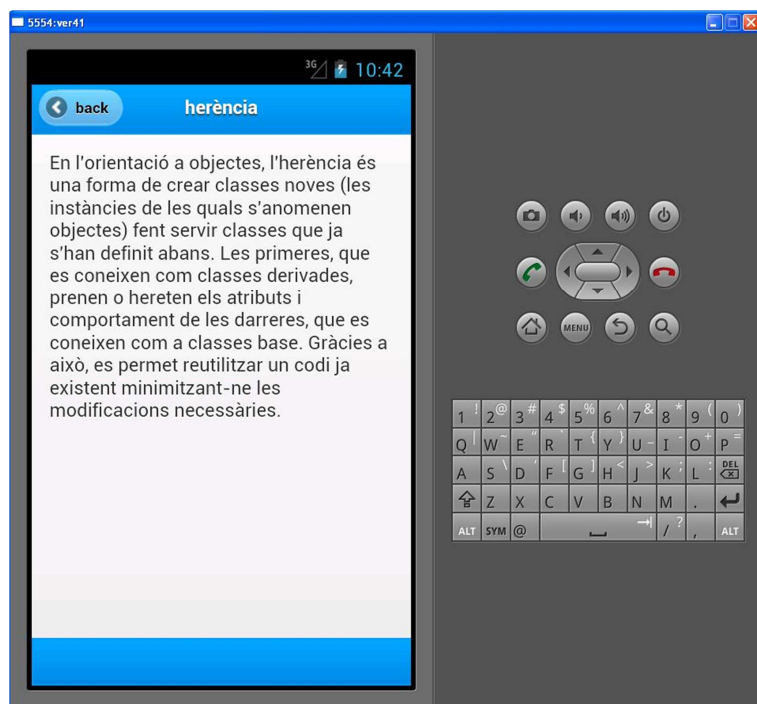 5554:ver41
3G 10:42
back herència
En l'orientació a objectes, l'herència és
una forma de crear classes noves (les
instàncies de les quals s'anomenen
objectes) fent servir classes que ja
s'han definit abans. Les primeres, que
es coneixen com classes derivades,
prenen o hereten els atributs i
comportament de les darreres, que es
coneixen com a classes base. Gràcies a
això, es permet reutilitzar un codi ja
existent minimitzant-ne les
modificacions necessàries.
MENU
1 ! 2 @ 3 # 4 $ 5 % 6 ^ 7 & 8 * 9 ( 0 )
Q | W ~ E " R ` T { Y } U _ I - O + P =
A S \ D ' F [ G ] H < J > K ; L : DEL
Z X C V B N M .
ALT SYM @ / ? , ALT